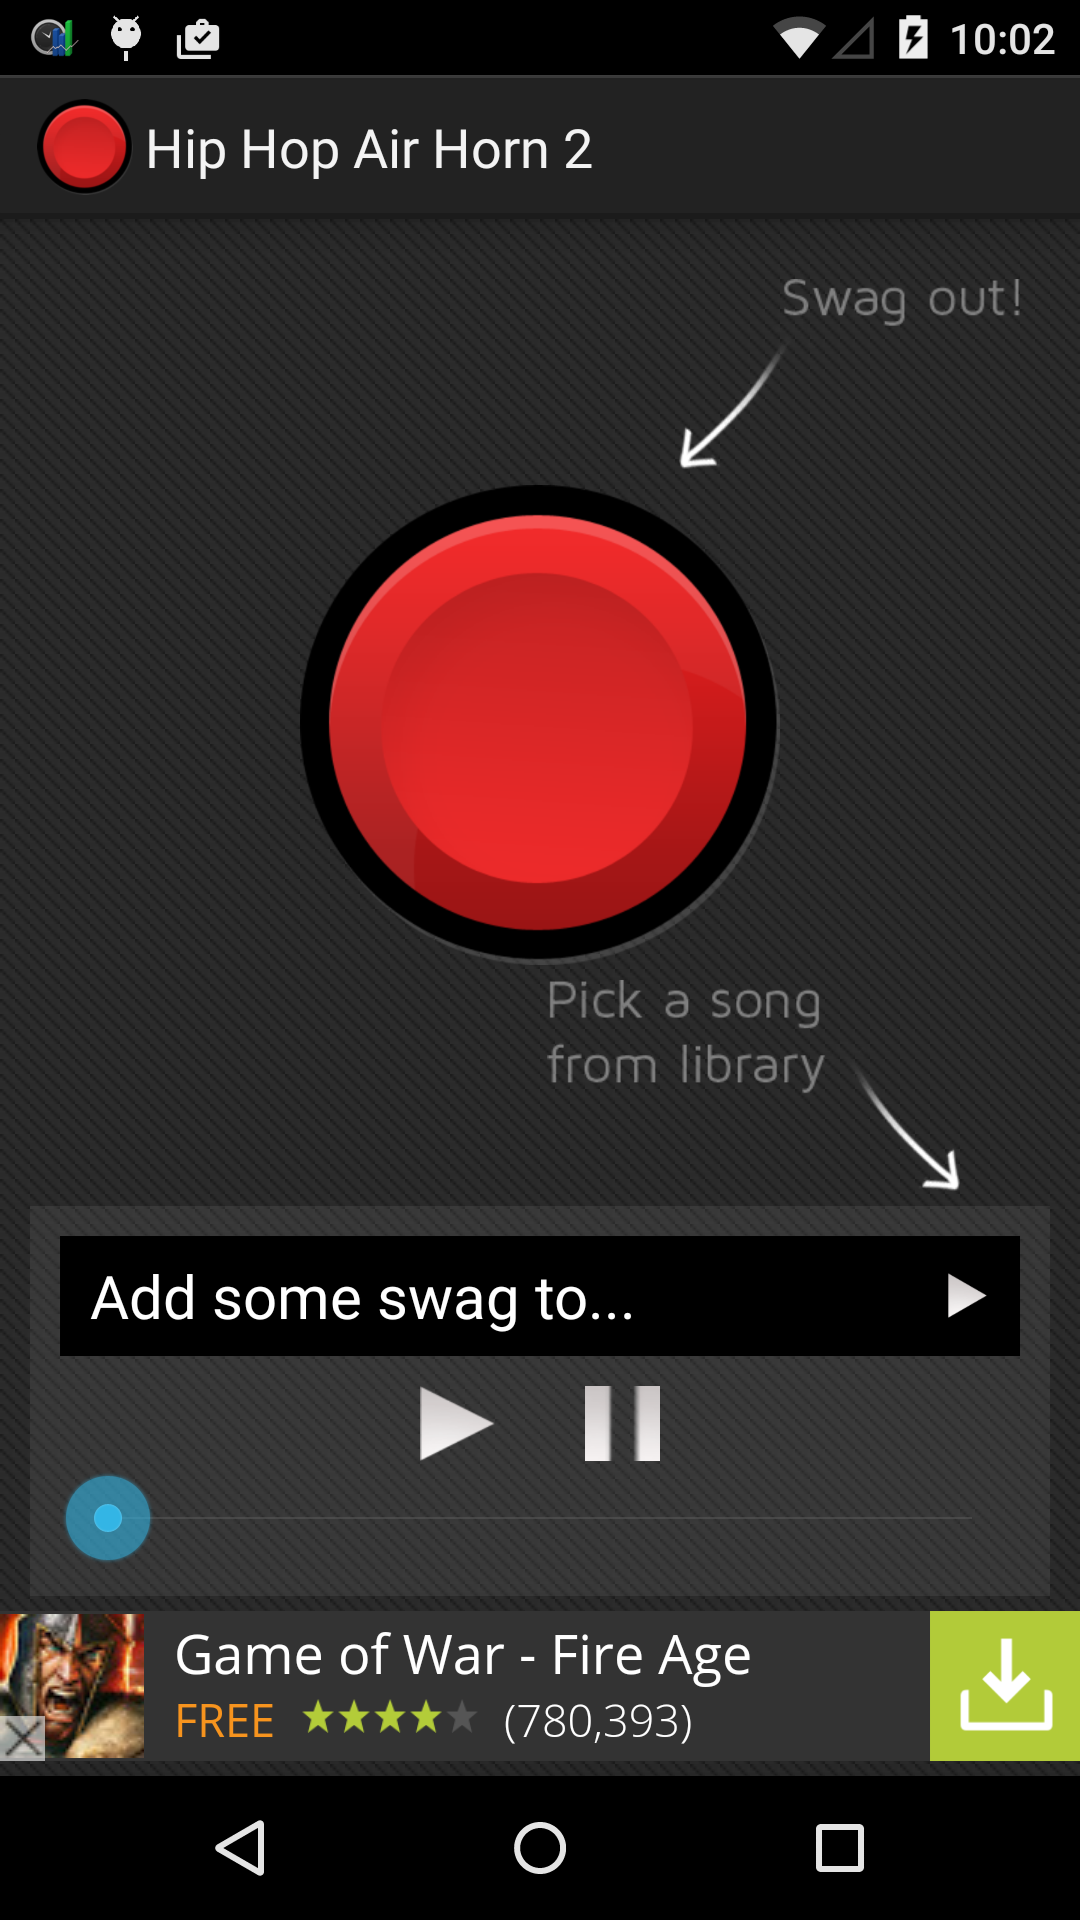 10:02
Hip Hop Air Horn 2
Swag out!
Pick a song
from library
Add some swag to...
Game of War - Fire Age
FREE (780,393)